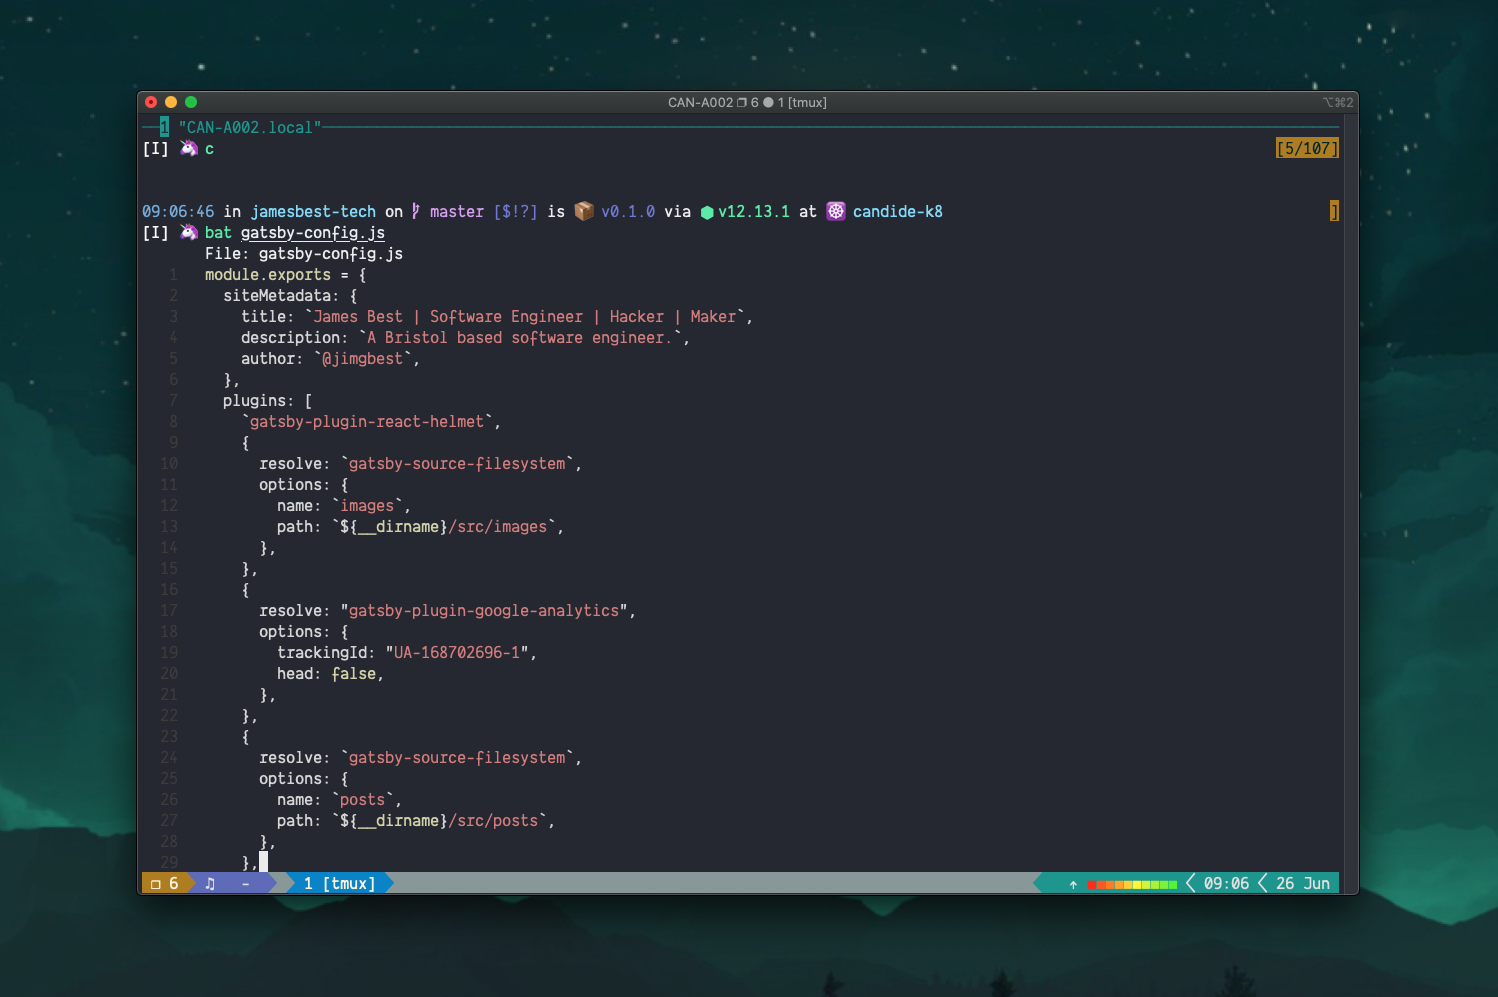 CAN-A002 ❐ 6 ● 1 [tmux] ⌥⌘2
1 "CAN-A002.local"
[I] 🦄 c [5/107]
09:06:46 in jamesbest-tech on master [$!?] is 📦 v0.1.0 via ⬢ v12.13.1 at ☸ candide-k8 ]
[I] 🦄 bat gatsby-config.js
File: gatsby-config.js
1 module.exports = {
2 siteMetadata: {
3 title: `James Best | Software Engineer | Hacker | Maker`,
4 description: `A Bristol based software engineer.`,
5 author: `@jimgbest`,
6 },
7 plugins: [
8 `gatsby-plugin-react-helmet`,
9 {
10 resolve: `gatsby-source-filesystem`,
11 options: {
12 name: `images`,
13 path: `${__dirname}/src/images`,
14 },
15 },
16 {
17 resolve: "gatsby-plugin-google-analytics",
18 options: {
19 trackingId: "UA-168702696-1",
20 head: false,
21 },
22 },
23 {
24 resolve: `gatsby-source-filesystem`,
25 options: {
26 name: `posts`,
27 path: `${__dirname}/src/posts`,
28 },
29 },
❐ 6 ♫ - 1 [tmux] ↑ 09:06 26 Jun